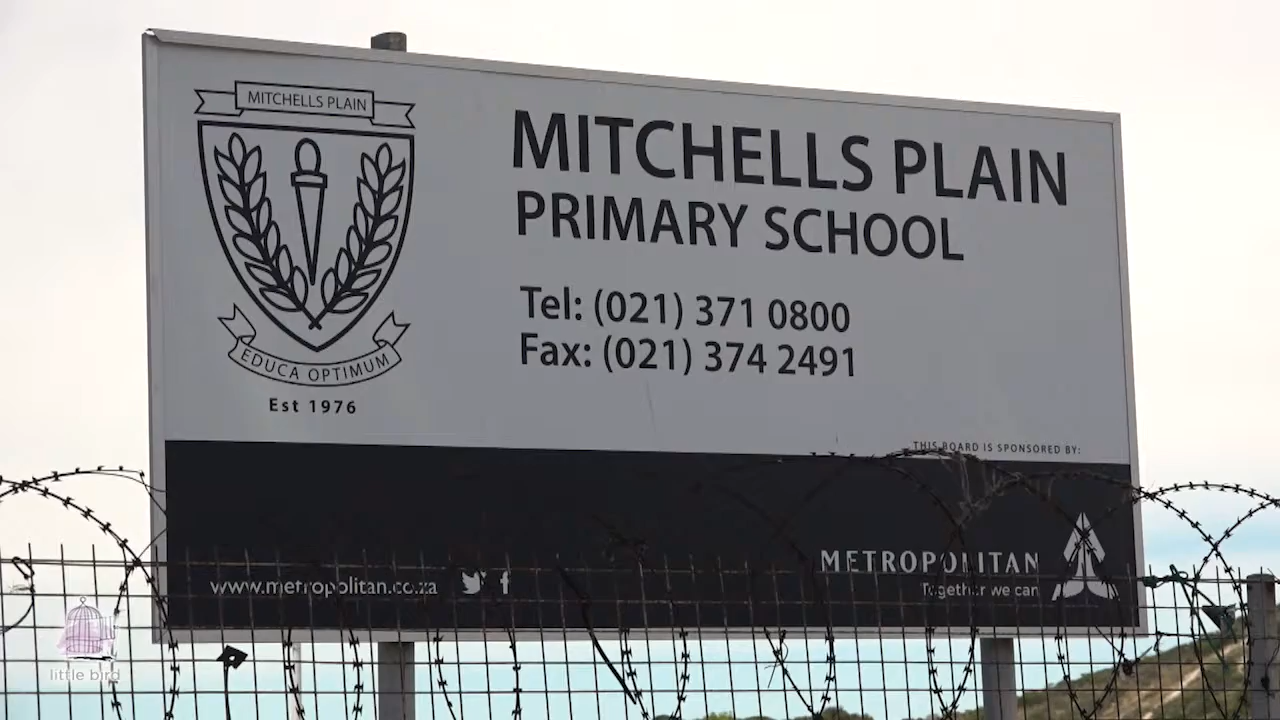 MITCHELLS PLAIN
EDUCA OPTIMUM
Est 1976
MITCHELLS PLAIN
PRIMARY SCHOOL
Tel: (021) 371 0800
Fax: (021) 374 2491
THIS BOARD IS SPONSORED BY:
METROPOLITAN
Together we can
www.metropolitan.co.za
little bird